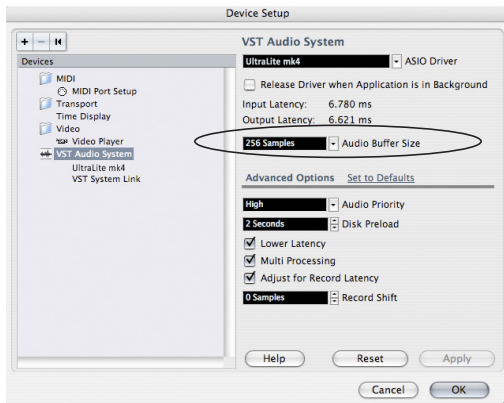 Device Setup
+ –
Devices
MIDI
MIDI Port Setup
Transport
Time Display
Video
Video Player
VST Audio System
UltraLite mk4
VST System Link
VST Audio System
UltraLite mk4 ASIO Driver
Release Driver when Application is in Background
Input Latency: 6.780 ms
Output Latency: 6.621 ms
256 Samples Audio Buffer Size
Advanced Options Set to Defaults
High Audio Priority
2 Seconds Disk Preload
Lower Latency
Multi Processing
Adjust for Record Latency
0 Samples Record Shift
Help Reset Apply
Cancel OK